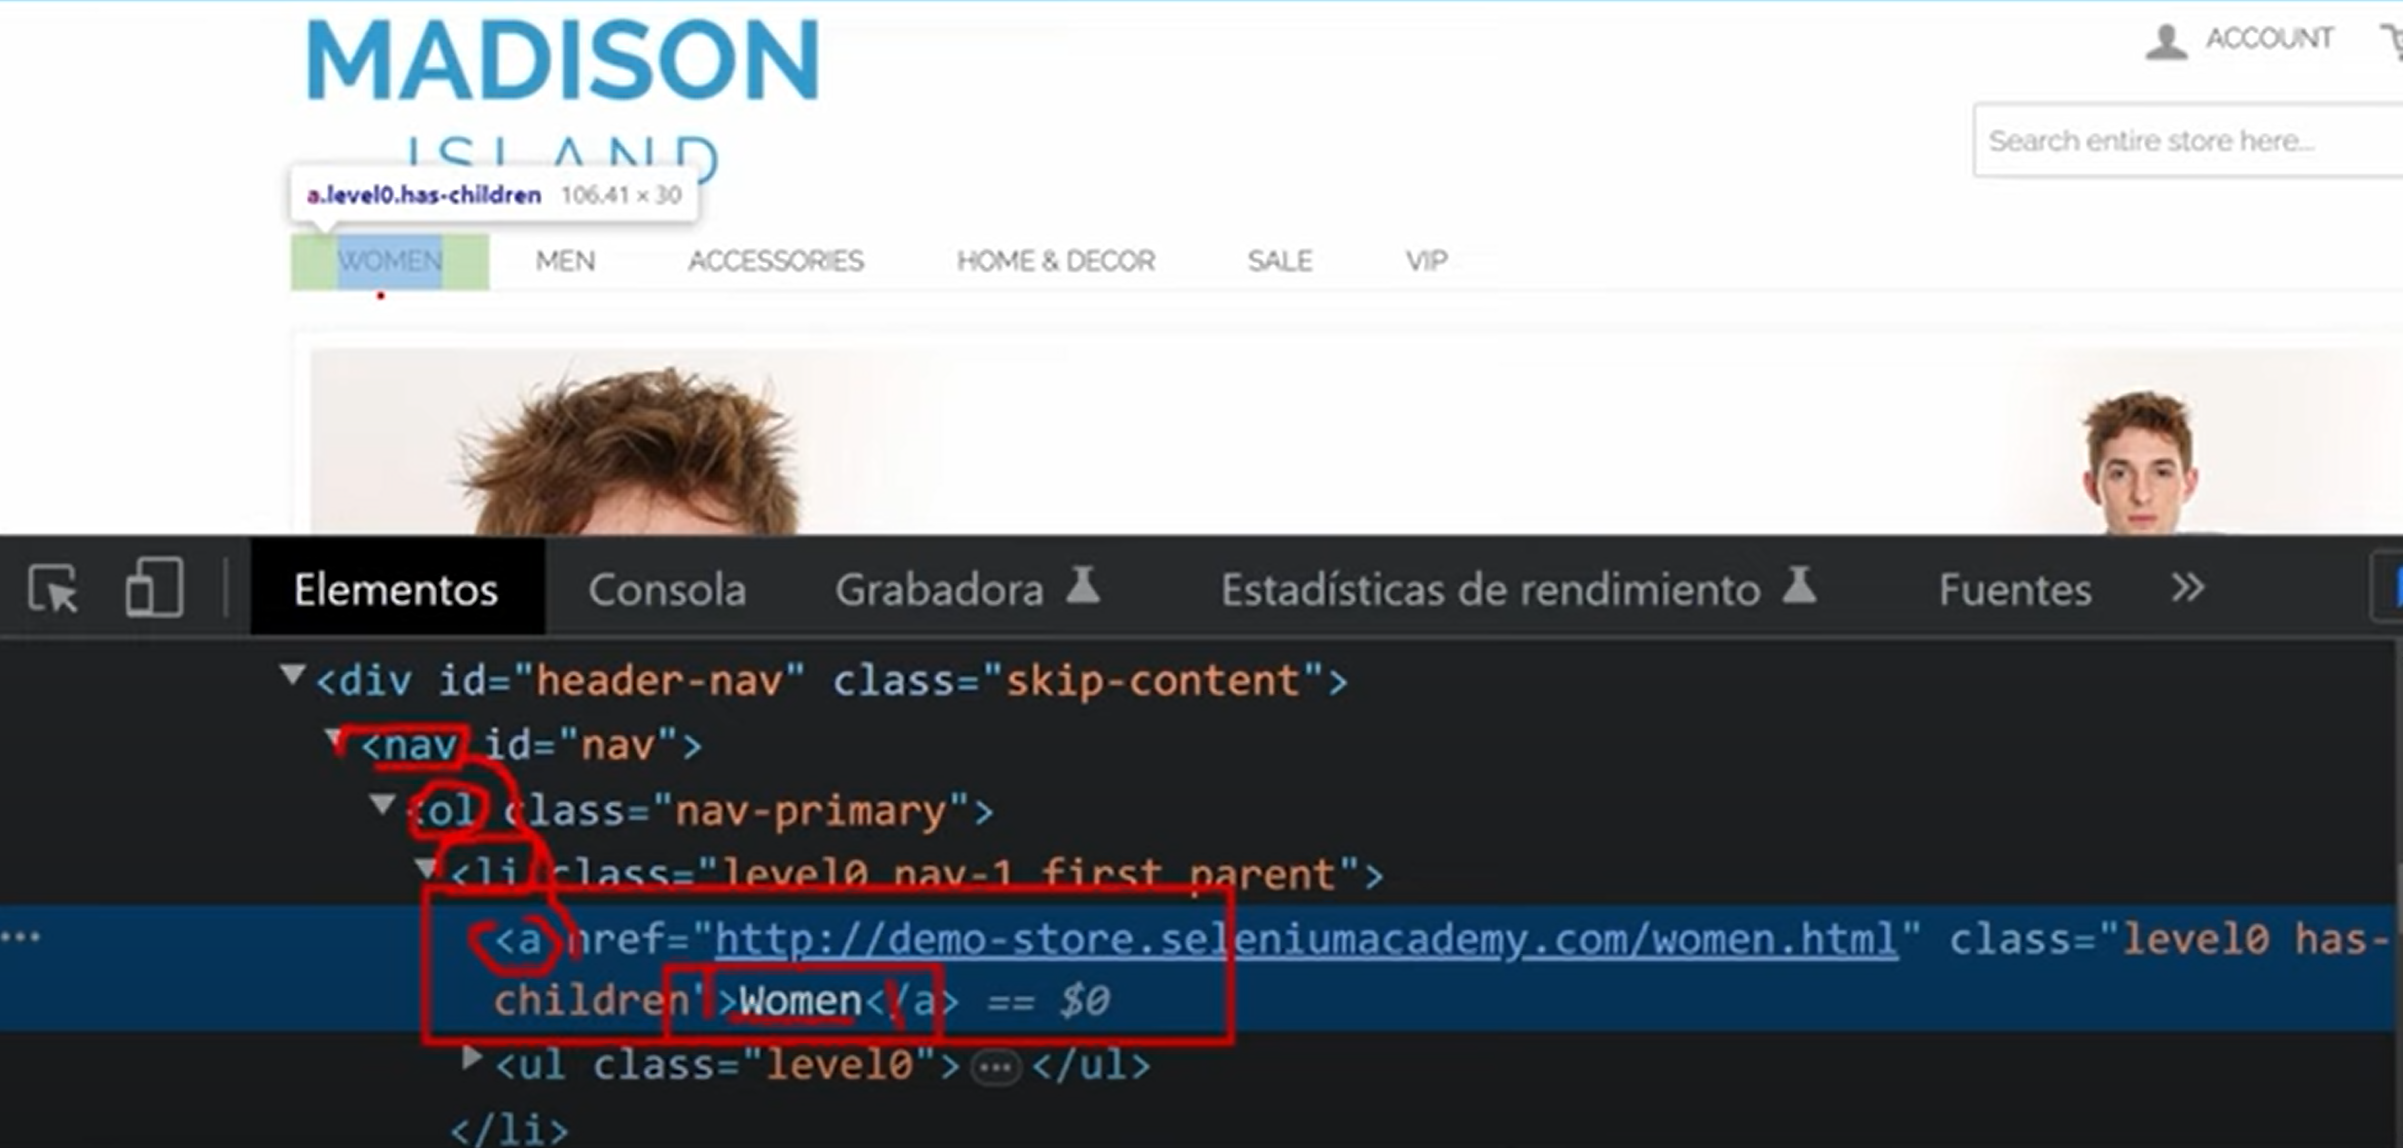 MADISON
ISLAND
ACCOUNT
Search entire store here...
a.level0.has-children 106.41 × 30
WOMEN MEN ACCESSORIES HOME & DECOR SALE VIP
Elementos Consola Grabadora Estadísticas de rendimiento Fuentes »
<div id="header-nav" class="skip-content">
<nav id="nav">
<ol class="nav-primary">
<li class="level0 nav-1 first parent">
<a href="http://demo-store.seleniumacademy.com/women.html" class="level0 has-
children">Women</a> == $0
<ul class="level0">…</ul>
</li>